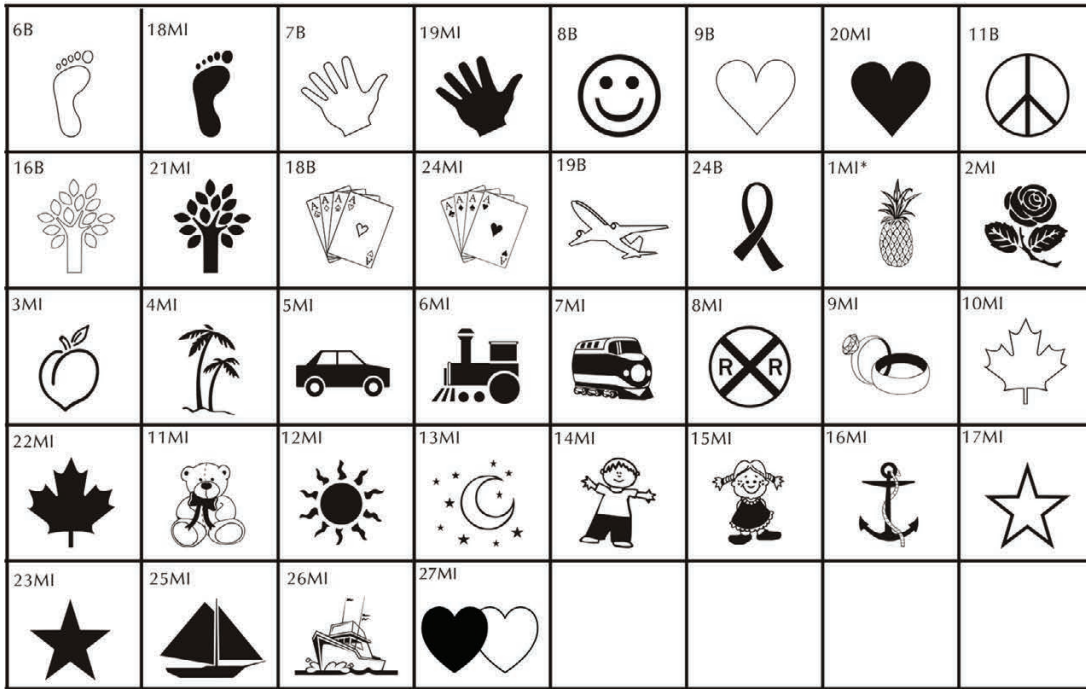 6B 18MI 7B 19MI 8B 9B 20MI 11B
16B 21MI 18B 24MI 19B 24B 1MI* 2MI
A A A A A A A A
3MI 4MI 5MI 6MI 7MI 8MI 9MI 10MI
R R
22MI 11MI 12MI 13MI 14MI 15MI 16MI 17MI
23MI 25MI 26MI 27MI